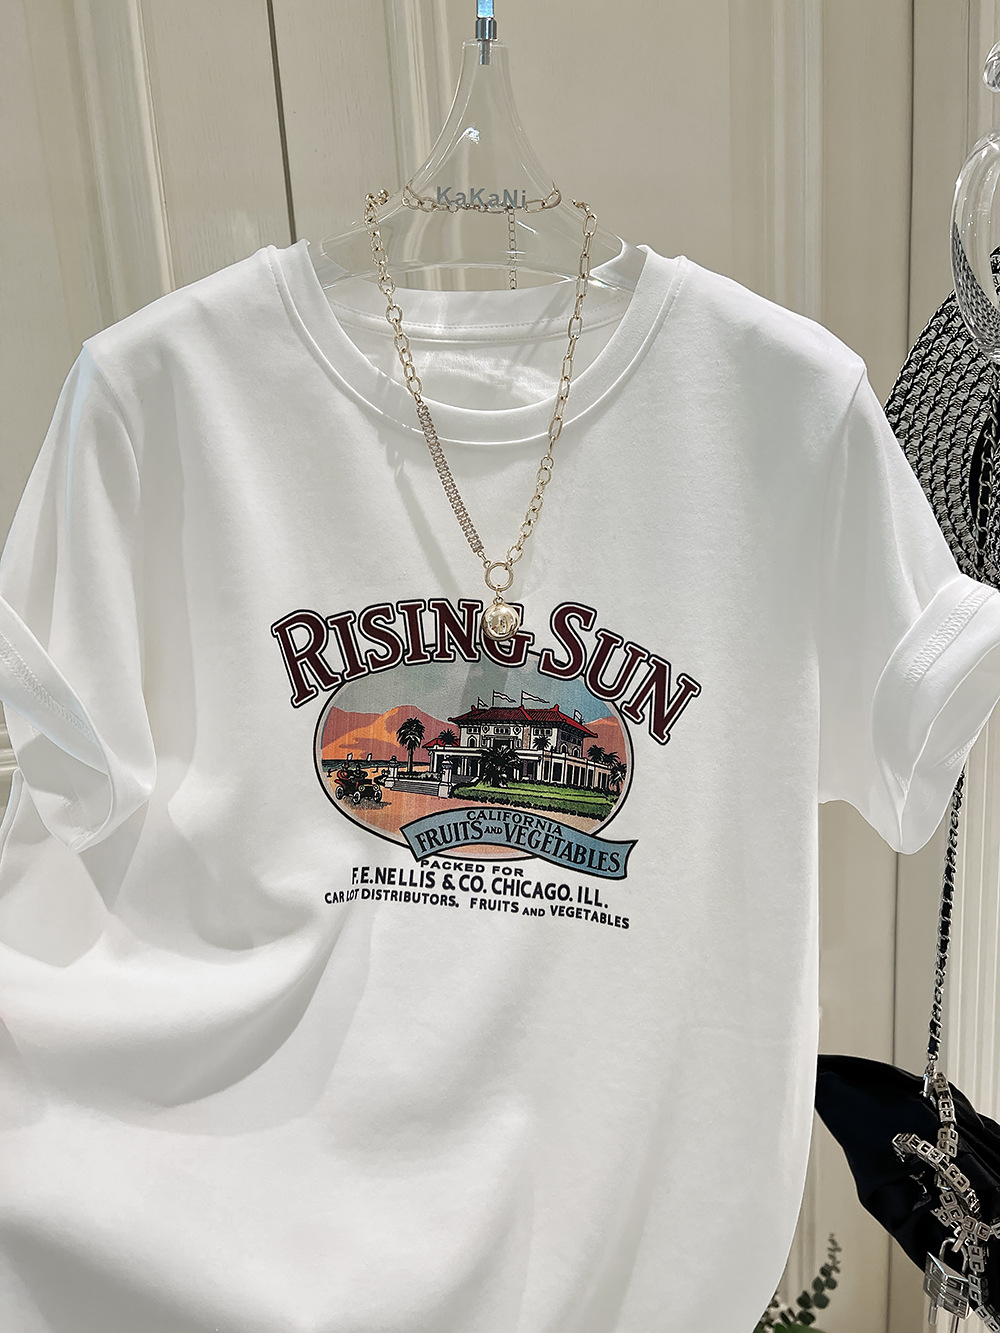 KaKaNi
RISING SUN
CALIFORNIA
FRUITS AND VEGETABLES
PACKED FOR
F.E. NELLIS & CO. CHICAGO. ILL.
CAR LOT DISTRIBUTORS. FRUITS AND VEGETABLES